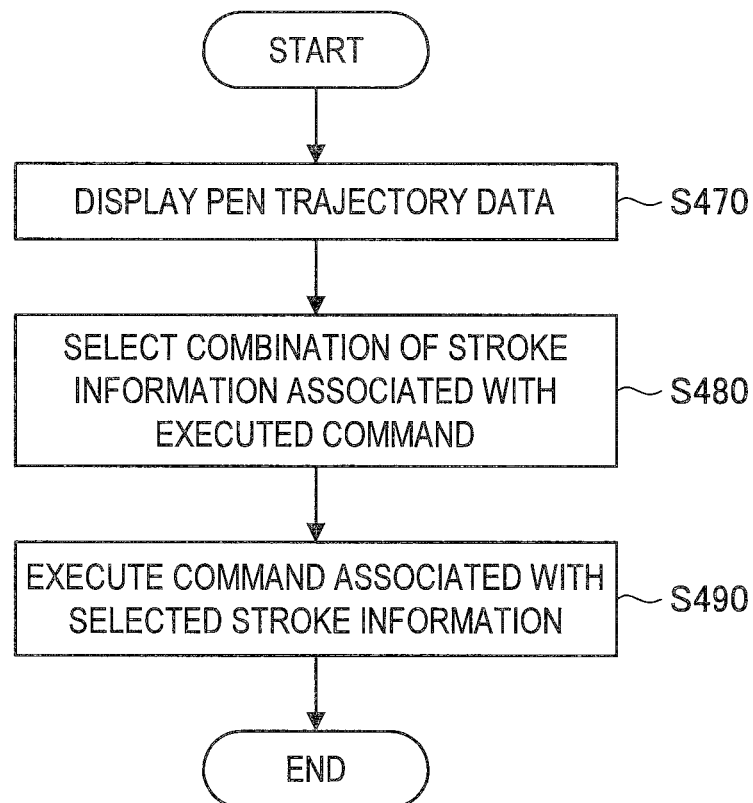 START
DISPLAY PEN TRAJECTORY DATA
S470
SELECT COMBINATION OF STROKE
INFORMATION ASSOCIATED WITH
EXECUTED COMMAND
S480
EXECUTE COMMAND ASSOCIATED WITH
SELECTED STROKE INFORMATION
S490
END